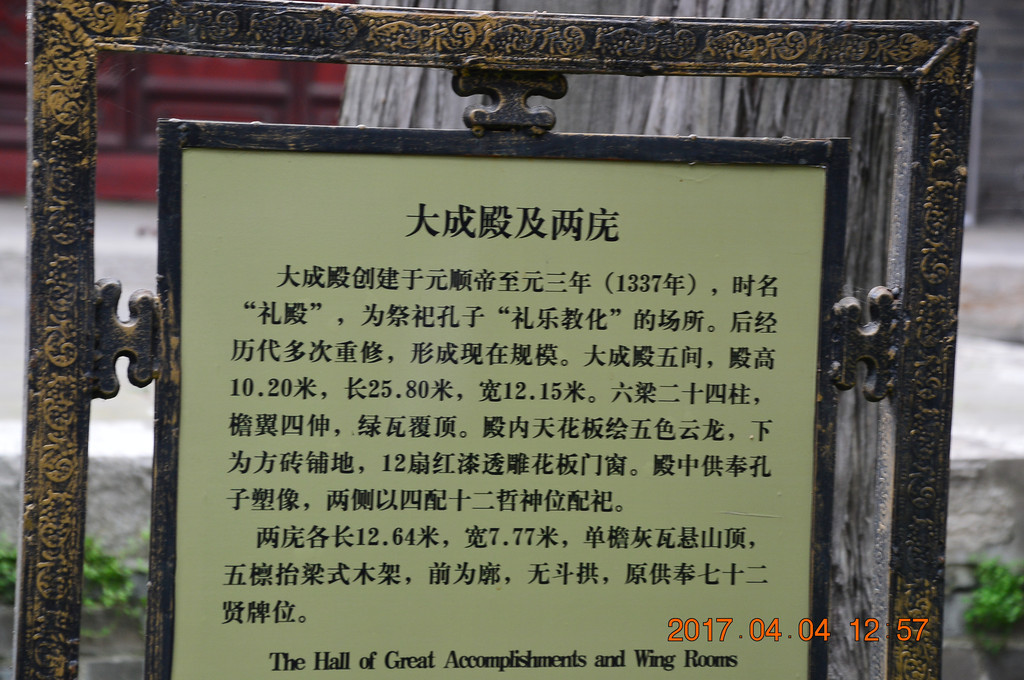 大成殿及两庑
大成殿创建于元顺帝至元三年（1337年），时名
“礼殿”，为祭祀孔子“礼乐教化”的场所。后经
历代多次重修，形成现在规模。大成殿五间，殿高
10.20米，长25.80米，宽12.15米。六梁二十四柱，
檐翼四伸，绿瓦覆顶。殿内天花板绘五色云龙，下
为方砖铺地，12扇红漆透雕花板门窗。殿中供奉孔
子塑像，两侧以四配十二哲神位配祀。
两庑各长12.64米，宽7.77米，单檐灰瓦悬山顶，
五檩抬梁式木架，前为廓，无斗拱，原供奉七十二
贤牌位。
The Hall of Great Accomplishments and Wing Rooms
2017.04.04 12:57